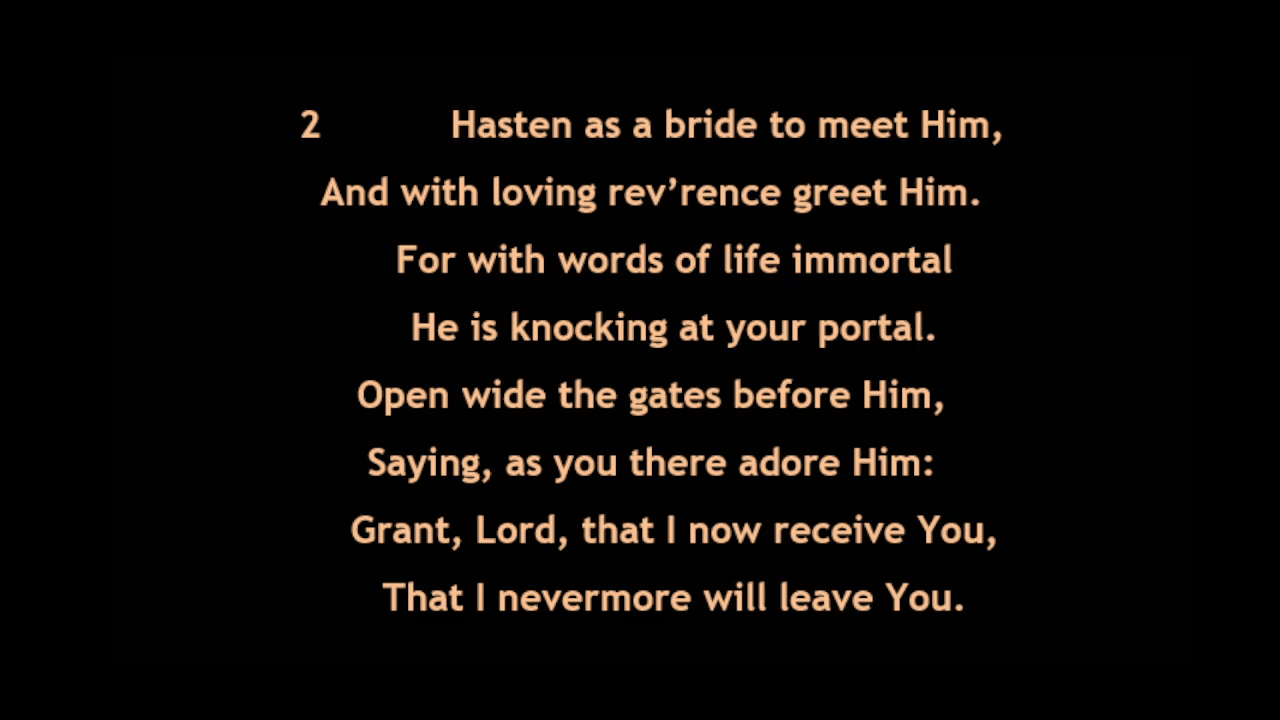 2 Hasten as a bride to meet Him,
And with loving rev’rence greet Him.
For with words of life immortal
He is knocking at your portal.
Open wide the gates before Him,
Saying, as you there adore Him:
Grant, Lord, that I now receive You,
That I nevermore will leave You.